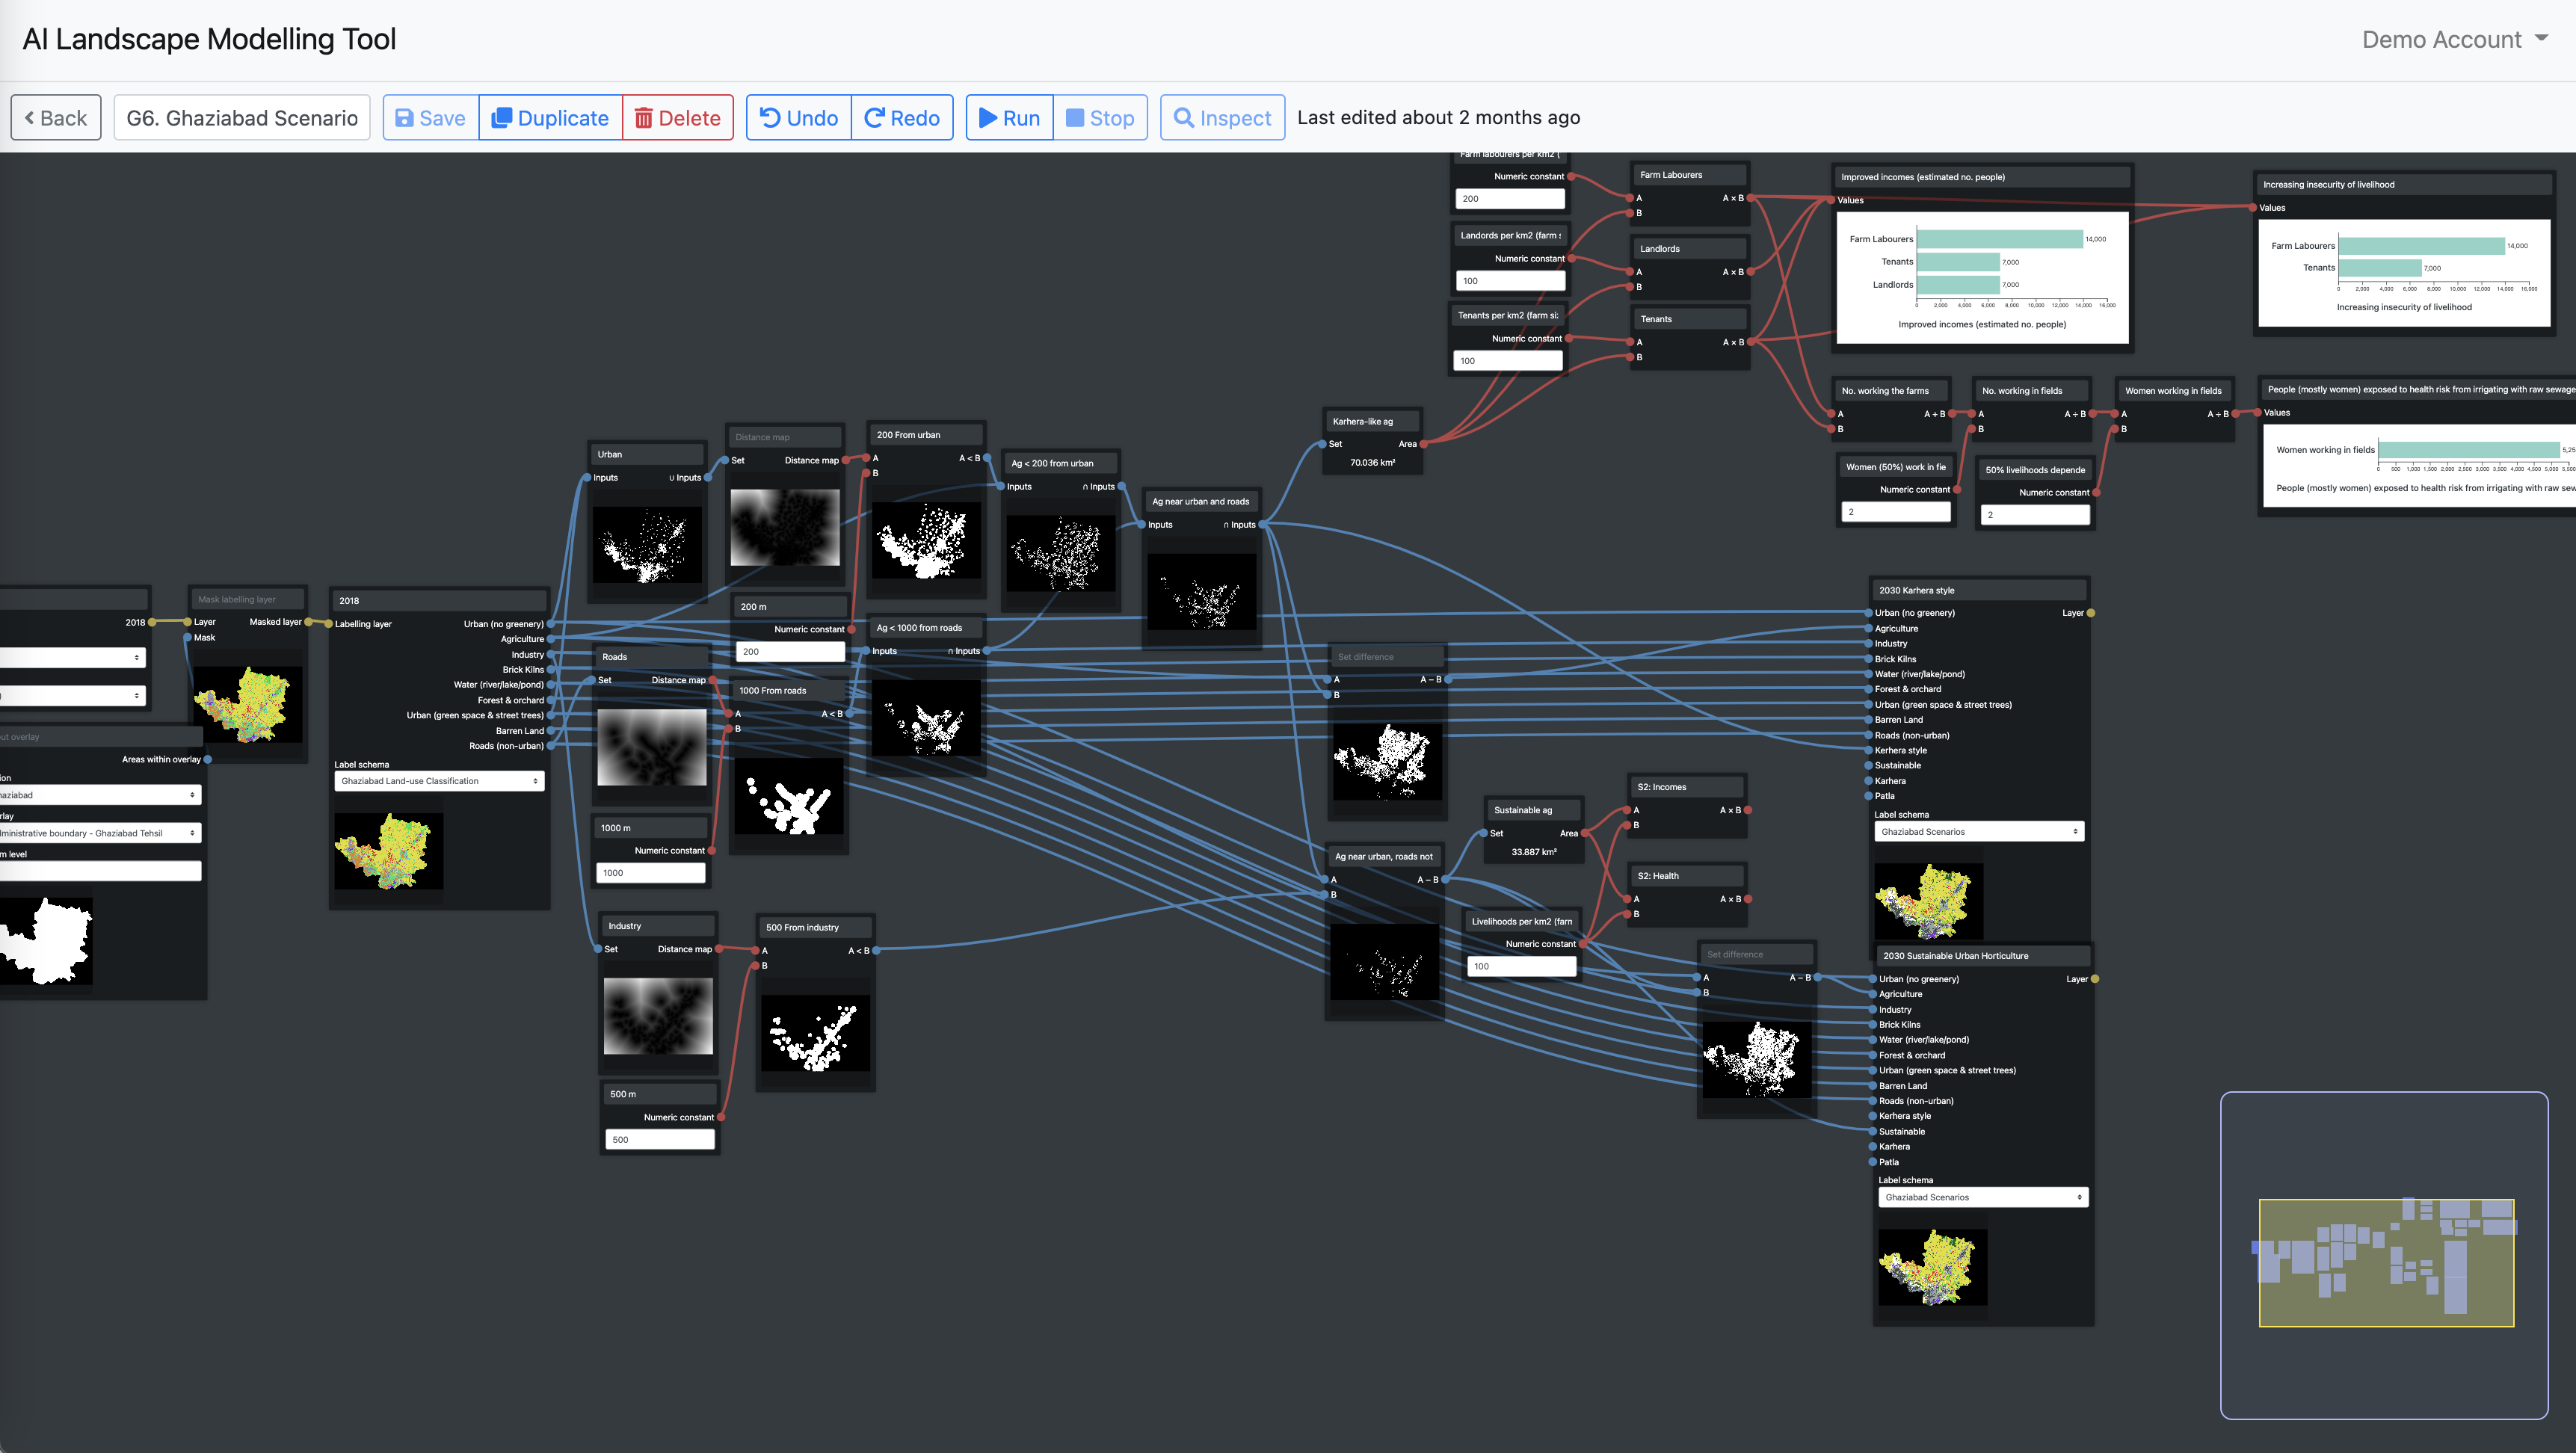 AI Landscape Modelling Tool
Demo Account
Back
G6. Ghaziabad Scenario
Save
Duplicate
Delete
Undo
Redo
Run
Stop
Inspect
Last edited about 2 months ago
Farm labourers per km2 (
Numeric constant
200
Landords per km2 (farm s
Numeric constant
100
Tenants per km2 (farm si
Numeric constant
100
Farm Labourers
A
A × B
B
Landlords
A
A × B
B
Tenants
A
A × B
B
Improved incomes (estimated no. people)
Values
Farm Labourers
14,000
Tenants
7,000
Landlords
7,000
0 2,000 4,000 6,000 8,000 10,000 12,000 14,000 16,000
Improved incomes (estimated no. people)
Increasing insecurity of livelihood
Values
Farm Labourers
14,000
Tenants
7,000
0 2,000 4,000 6,000 8,000 10,000 12,000 14,000 16,000
Increasing insecurity of livelihood
No. working the farms
A
A + B
B
No. working in fields
A
A ÷ B
B
Women working in fields
A
A ÷ B
B
People (mostly women) exposed to health risk from irrigating with raw sewage
Values
Women working in fields
5,25
0 500 1,000 1,500 2,000 2,500 3,000 3,500 4,000 4,500 5,000 5,500
People (mostly women) exposed to health risk from irrigating with raw sew
Women (50%) work in fie
Numeric constant
2
50% livelihoods depende
Numeric constant
2
Karhera-like ag
Set
Area
70.036 km²
Urban
Inputs
∪ Inputs
Distance map
Set
Distance map
200 From urban
A
A < B
B
Ag < 200 from urban
Inputs
∩ Inputs
Ag near urban and roads
Inputs
∩ Inputs
200 m
Numeric constant
200
Ag < 1000 from roads
Inputs
∩ Inputs
Roads
Set
Distance map
1000 From roads
A
A < B
B
1000 m
Numeric constant
1000
Industry
Set
Distance map
500 From industry
A
A < B
B
500 m
Numeric constant
500
2018
Mask labelling layer
Layer
Masked layer
Mask
ut overlay
Areas within overlay
ion
aziabad
rlay
ministrative boundary - Ghaziabad Tehsil
m level
2018
Labelling layer
Urban (no greenery)
Agriculture
Industry
Brick Kilns
Water (river/lake/pond)
Forest & orchard
Urban (green space & street trees)
Barren Land
Roads (non-urban)
Label schema
Ghaziabad Land-use Classification
Set difference
A
A − B
B
Ag near urban, roads not
A
A − B
B
Sustainable ag
Set
Area
33.887 km²
S2: Incomes
A
A × B
B
S2: Health
A
A × B
B
Livelihoods per km2 (farn
Numeric constant
100
Set difference
A
A − B
B
2030 Karhera style
Urban (no greenery)
Layer
Agriculture
Industry
Brick Kilns
Water (river/lake/pond)
Forest & orchard
Urban (green space & street trees)
Barren Land
Roads (non-urban)
Kerhera style
Sustainable
Karhera
Patla
Label schema
Ghaziabad Scenarios
2030 Sustainable Urban Horticulture
Urban (no greenery)
Layer
Agriculture
Industry
Brick Kilns
Water (river/lake/pond)
Forest & orchard
Urban (green space & street trees)
Barren Land
Roads (non-urban)
Kerhera style
Sustainable
Karhera
Patla
Label schema
Ghaziabad Scenarios